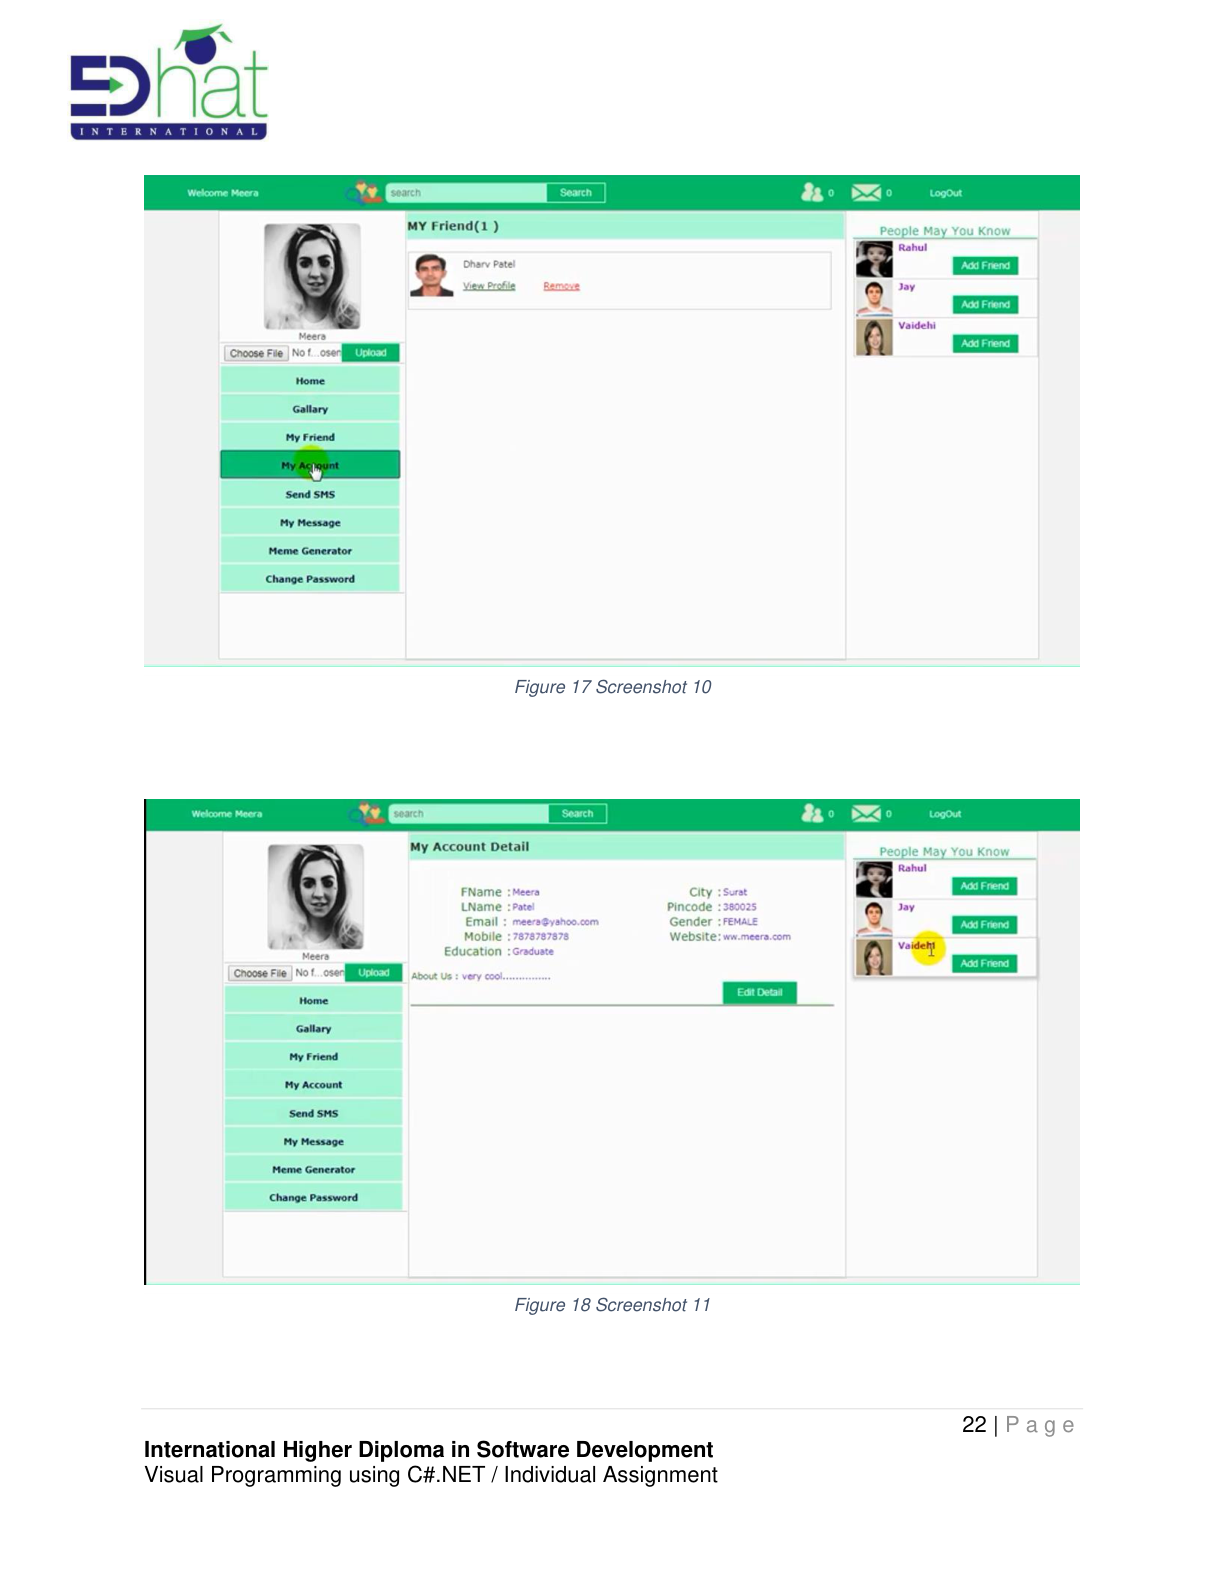 EDhat
INTERNATIONAL
Welcome Meera
search
Search
0
0
LogOut
Meera
Choose File No f...osen Upload
Home
Gallary
My Friend
My Account
Send SMS
My Message
Meme Generator
Change Password
MY Friend(1 )
Dharv Patel
View Profile Remove
People May You Know
Rahul
Add Friend
Jay
Add Friend
Vaidehi
Add Friend
Figure 17 Screenshot 10
Welcome Meera
search
Search
0
0
LogOut
Meera
Choose File No f...osen Upload
Home
Gallary
My Friend
My Account
Send SMS
My Message
Meme Generator
Change Password
My Account Detail
FName : Meera
LName : Patel
Email : meera@yahoo.com
Mobile : 7878787878
Education : Graduate
City : Surat
Pincode : 380025
Gender : FEMALE
Website: ww.meera.com
About Us : very cool..............
Edit Detail
People May You Know
Rahul
Add Friend
Jay
Add Friend
Vaidehi
Add Friend
Figure 18 Screenshot 11
22 | Page
International Higher Diploma in Software Development
Visual Programming using C#.NET / Individual Assignment